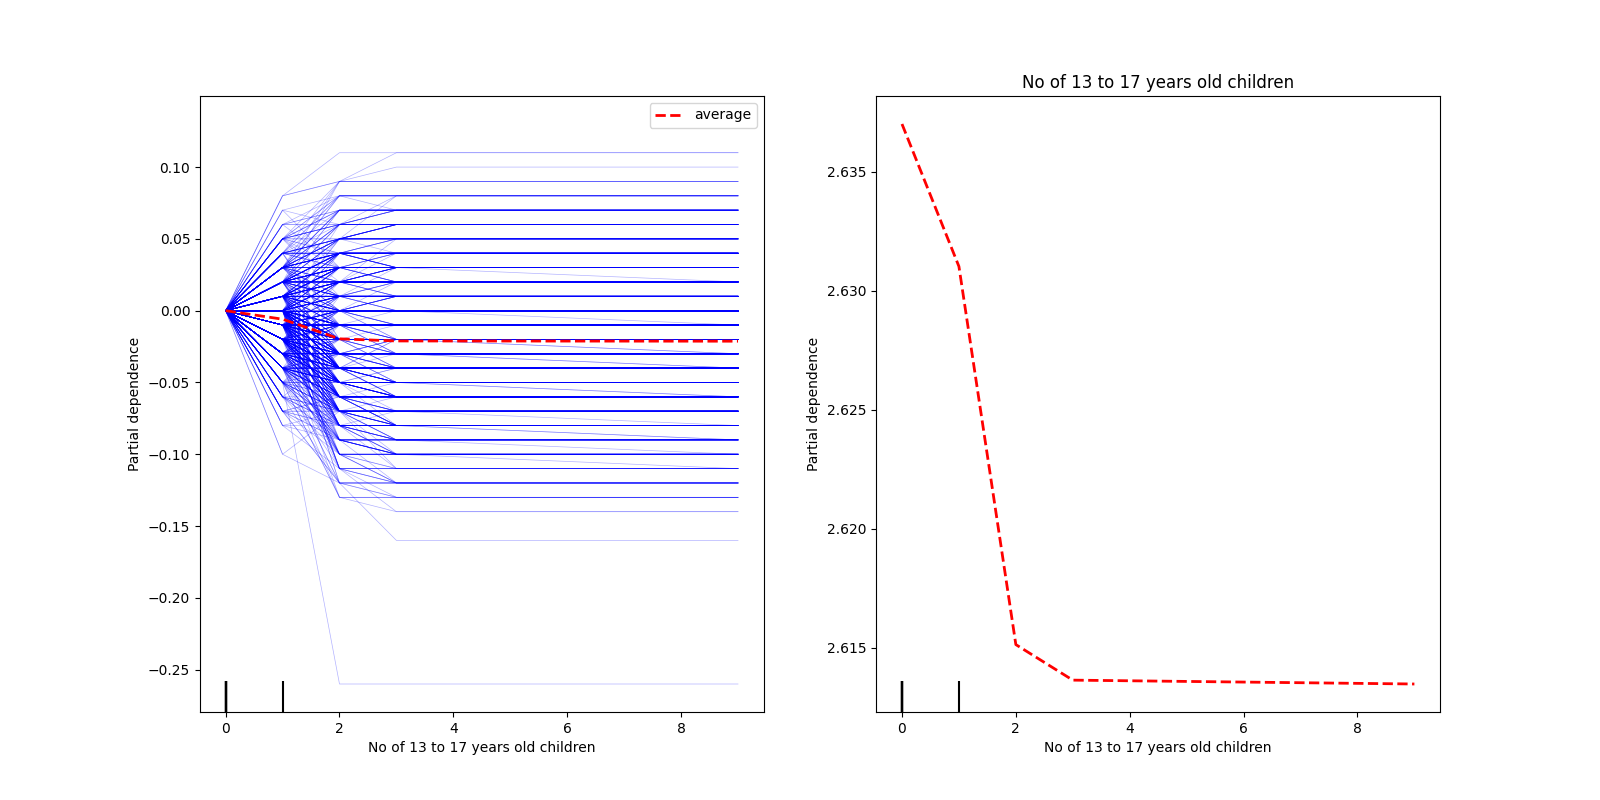 average
0.10
0.05
0.00
−0.05
−0.10
−0.15
−0.20
−0.25
Partial dependence
0 2 4 6 8
No of 13 to 17 years old children
No of 13 to 17 years old children
2.635
2.630
2.625
2.620
2.615
Partial dependence
0 2 4 6 8
No of 13 to 17 years old children